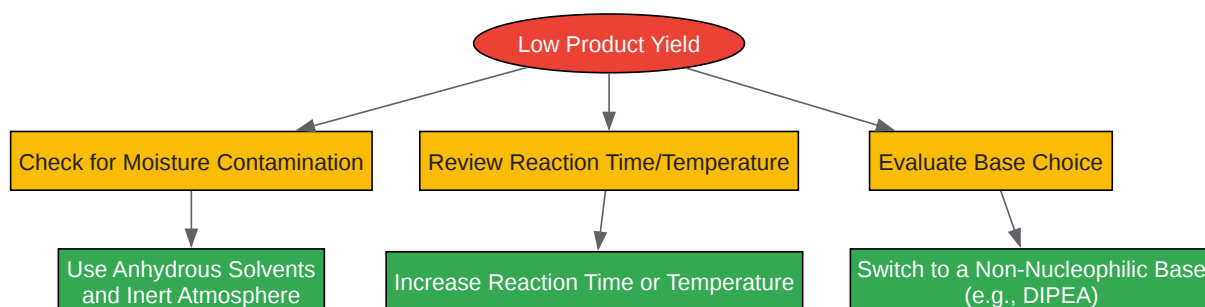 Low Product Yield
Check for Moisture Contamination
Review Reaction Time/Temperature
Evaluate Base Choice
Use Anhydrous Solvents
and Inert Atmosphere
Increase Reaction Time or Temperature
Switch to a Non-Nucleophilic Base
(e.g., DIPEA)